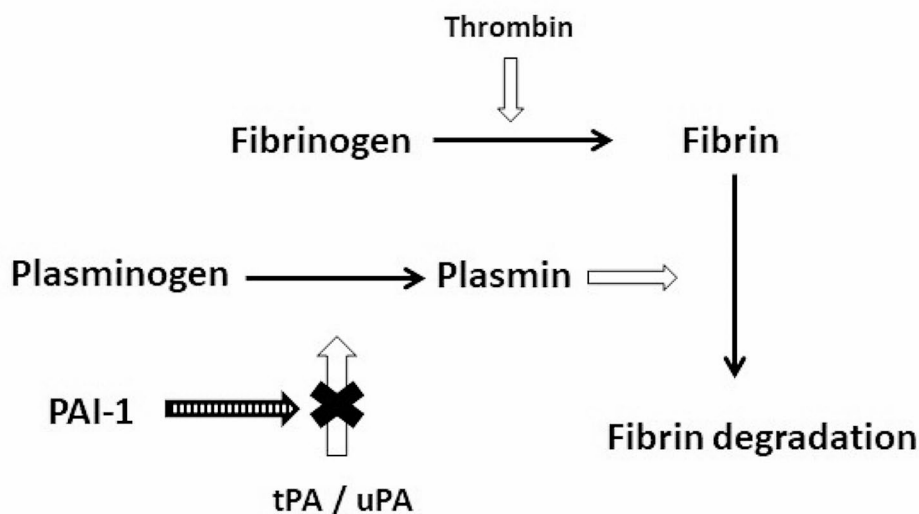 Thrombin
Fibrinogen
Fibrin
Plasminogen
Plasmin
PAI-1
Fibrin degradation
tPA / uPA